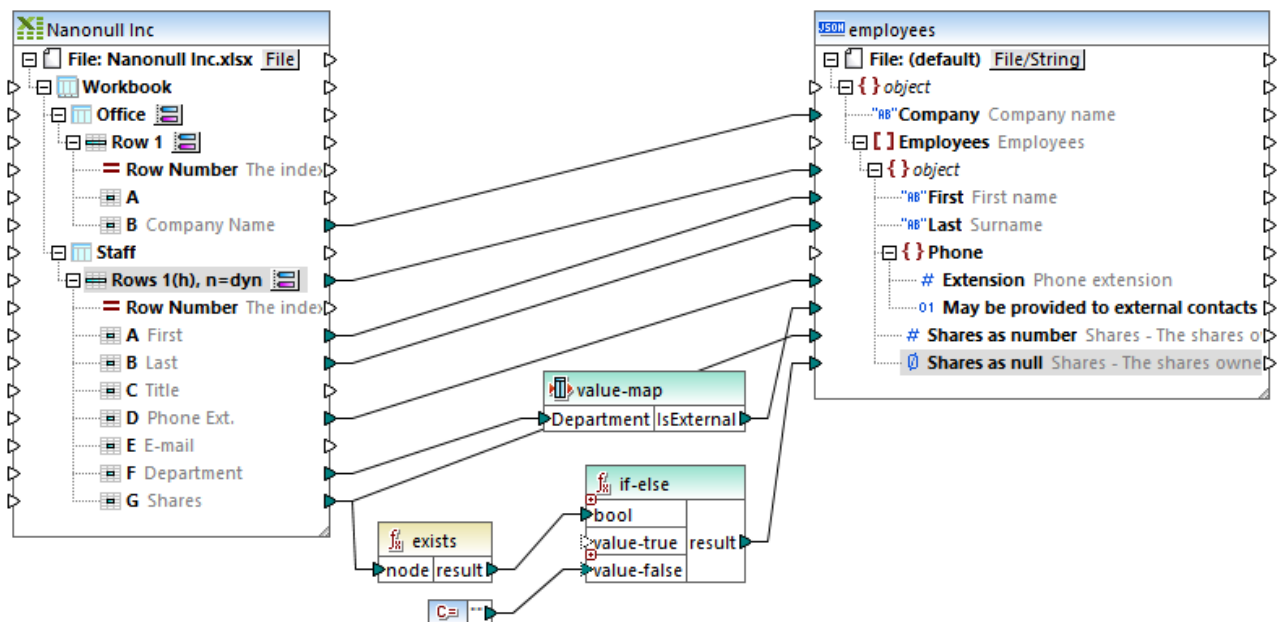 Nanonull Inc
File: Nanonull Inc.xlsx File
Workbook
Office
Row 1
Row Number The index
A
B Company Name
Staff
Rows 1(h), n=dyn
Row Number The index
A First
B Last
C Title
D Phone Ext.
E E-mail
F Department
G Shares
value-map
Department IsExternal
if-else
bool
value-true result
value-false
exists
node result
C= ""
JSON employees
File: (default) File/String
{ } object
"AB" Company Company name
[ ] Employees Employees
{ } object
"AB" First First name
"AB" Last Surname
{ } Phone
# Extension Phone extension
01 May be provided to external contacts
# Shares as number Shares - The shares o
Shares as null Shares - The shares owne